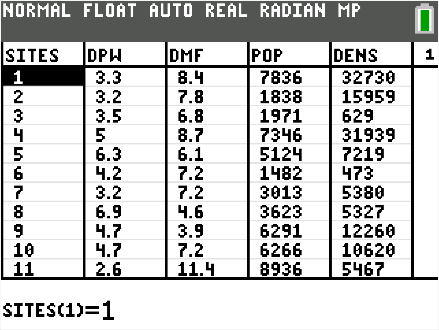 NORMAL FLOAT AUTO REAL RADIAN MP
SITES DPW DMF POP DENS 1
1 3.3 8.4 7836 32730
2 3.2 7.8 1838 15959
3 3.5 6.8 1971 629
4 5 8.7 7346 31939
5 6.3 6.1 5124 7219
6 4.2 7.2 1482 473
7 3.2 7.2 3013 5380
8 6.9 4.6 3623 5327
9 4.7 3.9 6291 12260
10 4.7 7.2 6266 10620
11 2.6 11.4 8936 5467
SITES(1)=1